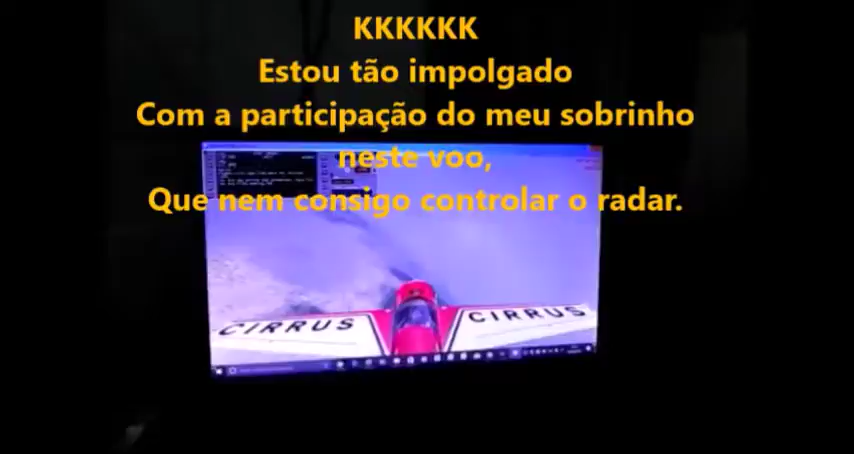 KKKKKK
Estou tão impolgado
Com a participação do meu sobrinho
neste voo,
Que nem consigo controlar o radar.
CIRRUS CIRRUS